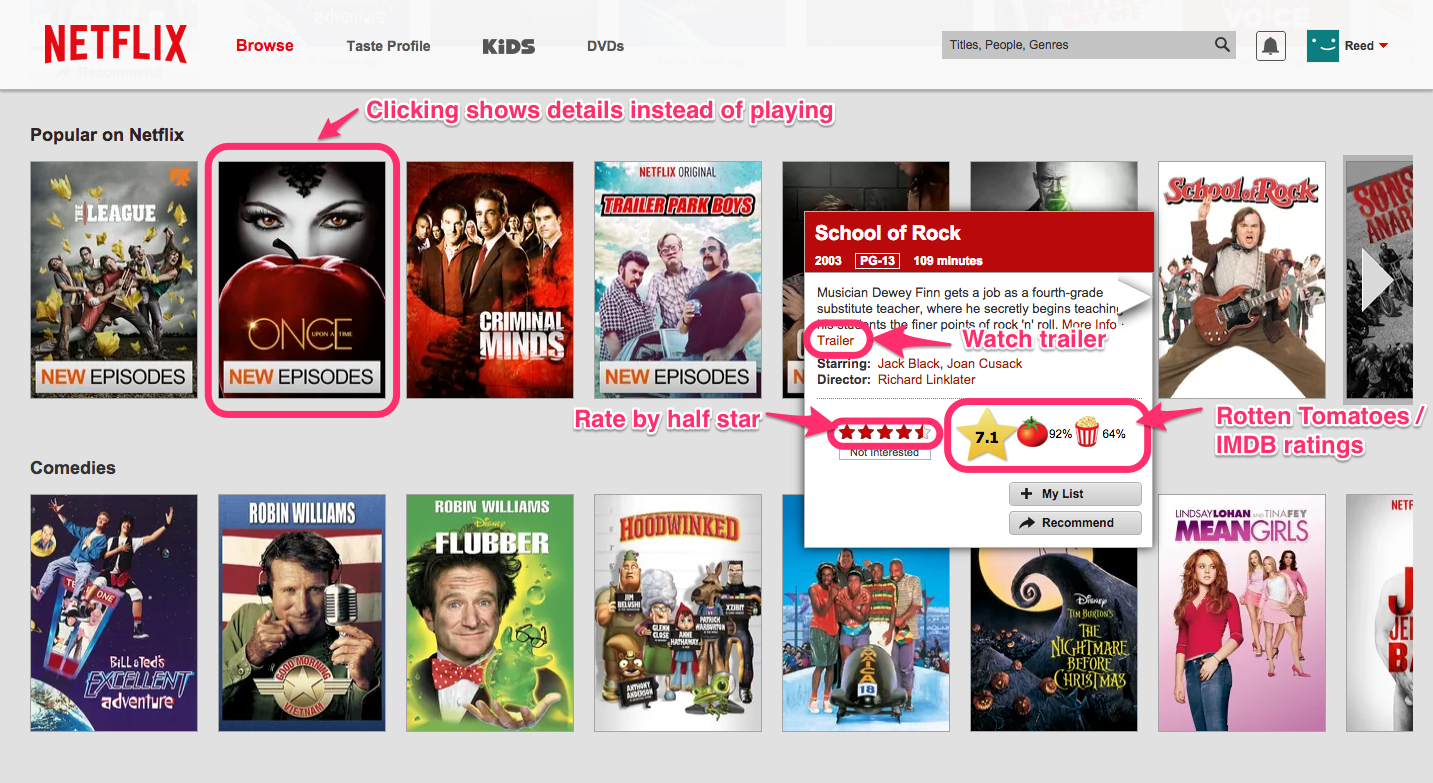 NETFLIX
Browse
Taste Profile
KiDS
DVDs
Titles, People, Genres
Reed
Recommend
Clicking shows details instead of playing
Popular on Netflix
THE LEAGUE
NEW EPISODES
ONCE
UPON A TIME
NEW EPISODES
CRIMINAL
MINDS
NETFLIX ORIGINAL
TRAILER PARK BOYS
NEW EPISODES
School of Rock
2003 PG-13 109 minutes
Musician Dewey Finn gets a job as a fourth-grade
substitute teacher, where he secretly begins teaching
his students the finer points of rock 'n' roll. More Info
Trailer
Watch trailer
Starring: Jack Black, Joan Cusack
Director: Richard Linklater
Rate by half star
Not Interested
7.1
92%
64%
Rotten Tomatoes /
IMDB ratings
+ My List
Recommend
School of Rock
SONS
ANAR
Comedies
BILL & TED'S
EXCELLENT
adventure
ROBIN WILLIAMS
GOOD MORNING
VIETNAM
ROBIN WILLIAMS
Disney
FLUBBER
HOODWINKED
JIM
BELUSHI
GLENN
CLOSE
ANNE
HATHAWAY
PATRICK
WARBURTON
XZIBIT
ANTHONY
ANDERSON
JAMAICA
18
Disney
TIM BURTON'S
THE
NIGHTMARE
BEFORE
CHRISTMAS
LINDSAY LOHAN AND TINA FEY
MEAN GIRLS
NETF
J
JE
BA